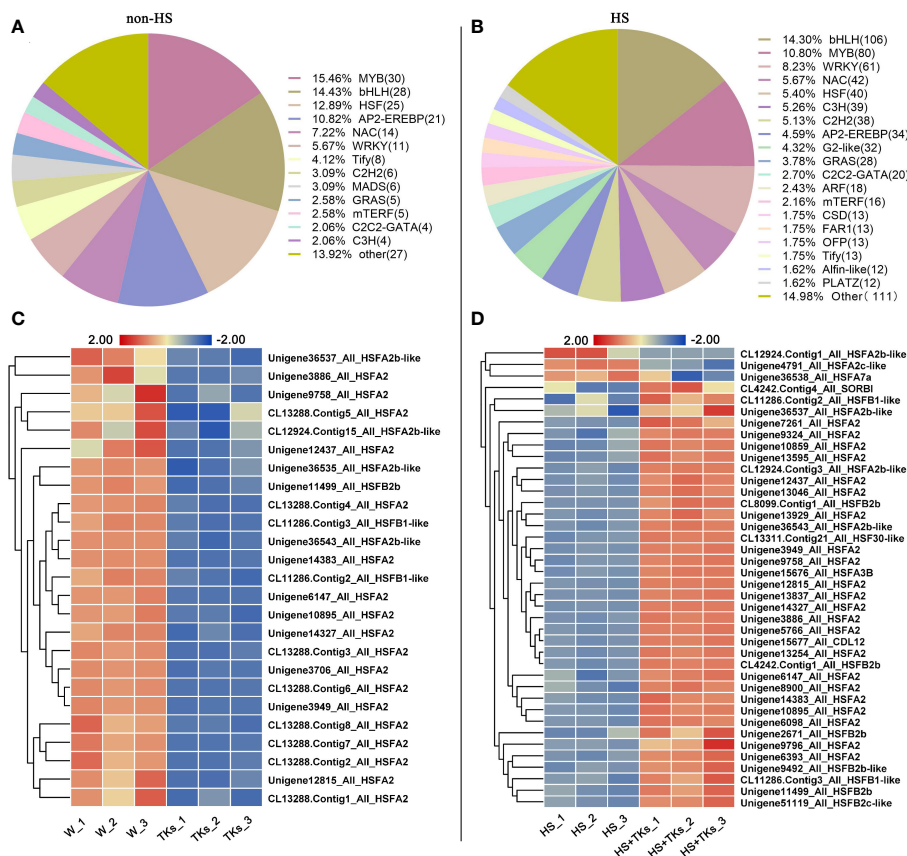 A
non-HS
15.46% MYB(30)
14.43% bHLH(28)
12.89% HSF(25)
10.82% AP2-EREBP(21)
7.22% NAC(14)
5.67% WRKY(11)
4.12% Tify(8)
3.09% C2H2(6)
3.09% MADS(6)
2.58% GRAS(5)
2.58% mTERF(5)
2.06% C2C2-GATA(4)
2.06% C3H(4)
13.92% other(27)
B
HS
14.30% bHLH(106)
10.80% MYB(80)
8.23% WRKY(61)
5.67% NAC(42)
5.40% HSF(40)
5.26% C3H(39)
5.13% C2H2(38)
4.59% AP2-EREBP(34)
4.32% G2-like(32)
3.78% GRAS(28)
2.70% C2C2-GATA(20)
2.43% ARF(18)
2.16% mTERF(16)
1.75% CSD(13)
1.75% FAR1(13)
1.75% OFP(13)
1.75% Tify(13)
1.62% Alfin-like(12)
1.62% PLATZ(12)
14.98% Other( 111)
C
2.00 -2.00
Unigene36537_All_HSFA2b-like
Unigene3886_All_HSFA2
Unigene9758_All_HSFA2
CL13288.Contig5_All_HSFA2
CL12924.Contig15_All_HSFA2b-like
Unigene12437_All_HSFA2
Unigene36535_All_HSFA2b-like
Unigene11499_All_HSFB2b
CL13288.Contig4_All_HSFA2
CL11286.Contig3_All_HSFB1-like
Unigene36543_All_HSFA2b-like
Unigene14383_All_HSFA2
CL11286.Contig2_All_HSFB1-like
Unigene6147_All_HSFA2
Unigene10895_All_HSFA2
Unigene14327_All_HSFA2
CL13288.Contig3_All_HSFA2
Unigene3706_All_HSFA2
CL13288.Contig6_All_HSFA2
Unigene3949_All_HSFA2
CL13288.Contig8_All_HSFA2
CL13288.Contig7_All_HSFA2
CL13288.Contig2_All_HSFA2
Unigene12815_All_HSFA2
CL13288.Contig1_All_HSFA2
W_1 W_2 W_3 TKs_1 TKs_2 TKs_3
D
2.00 -2.00
CL12924.Contig1_All_HSFA2b-like
Unigene4791_All_HSFA2c-like
Unigene36538_All_HSFA7a
CL4242.Contig4_All_SORBI
CL11286.Contig2_All_HSFB1-like
Unigene36537_All_HSFA2b-like
Unigene7261_All_HSFA2
Unigene9324_All_HSFA2
Unigene10859_All_HSFA2
Unigene13595_All_HSFA2
CL12924.Contig3_All_HSFA2b-like
Unigene12437_All_HSFA2
Unigene13046_All_HSFA2
CL8099.Contig1_All_HSFB2b
Unigene13929_All_HSFA2
Unigene36543_All_HSFA2b-like
CL13311.Contig21_All_HSF30-like
Unigene3949_All_HSFA2
Unigene9758_All_HSFA2
Unigene15676_All_HSFA3B
Unigene12815_All_HSFA2
Unigene13837_All_HSFA2
Unigene14327_All_HSFA2
Unigene3886_All_HSFA2
Unigene5766_All_HSFA2
Unigene15677_All_CDL12
Unigene13254_All_HSFA2
CL4242.Contig1_All_HSFB2b
Unigene6147_All_HSFA2
Unigene8900_All_HSFA2
Unigene14383_All_HSFA2
Unigene10895_All_HSFA2
Unigene6098_All_HSFA2
Unigene2671_All_HSFB2b
Unigene9796_All_HSFA2
Unigene6393_All_HSFA2
Unigene9492_All_HSFB2b-like
CL11286.Contig3_All_HSFB1-like
Unigene11499_All_HSFB2b
Unigene51119_All_HSFB2c-like
HS_1 HS_2 HS_3 HS+TKs_1 HS+TKs_2 HS+TKs_3